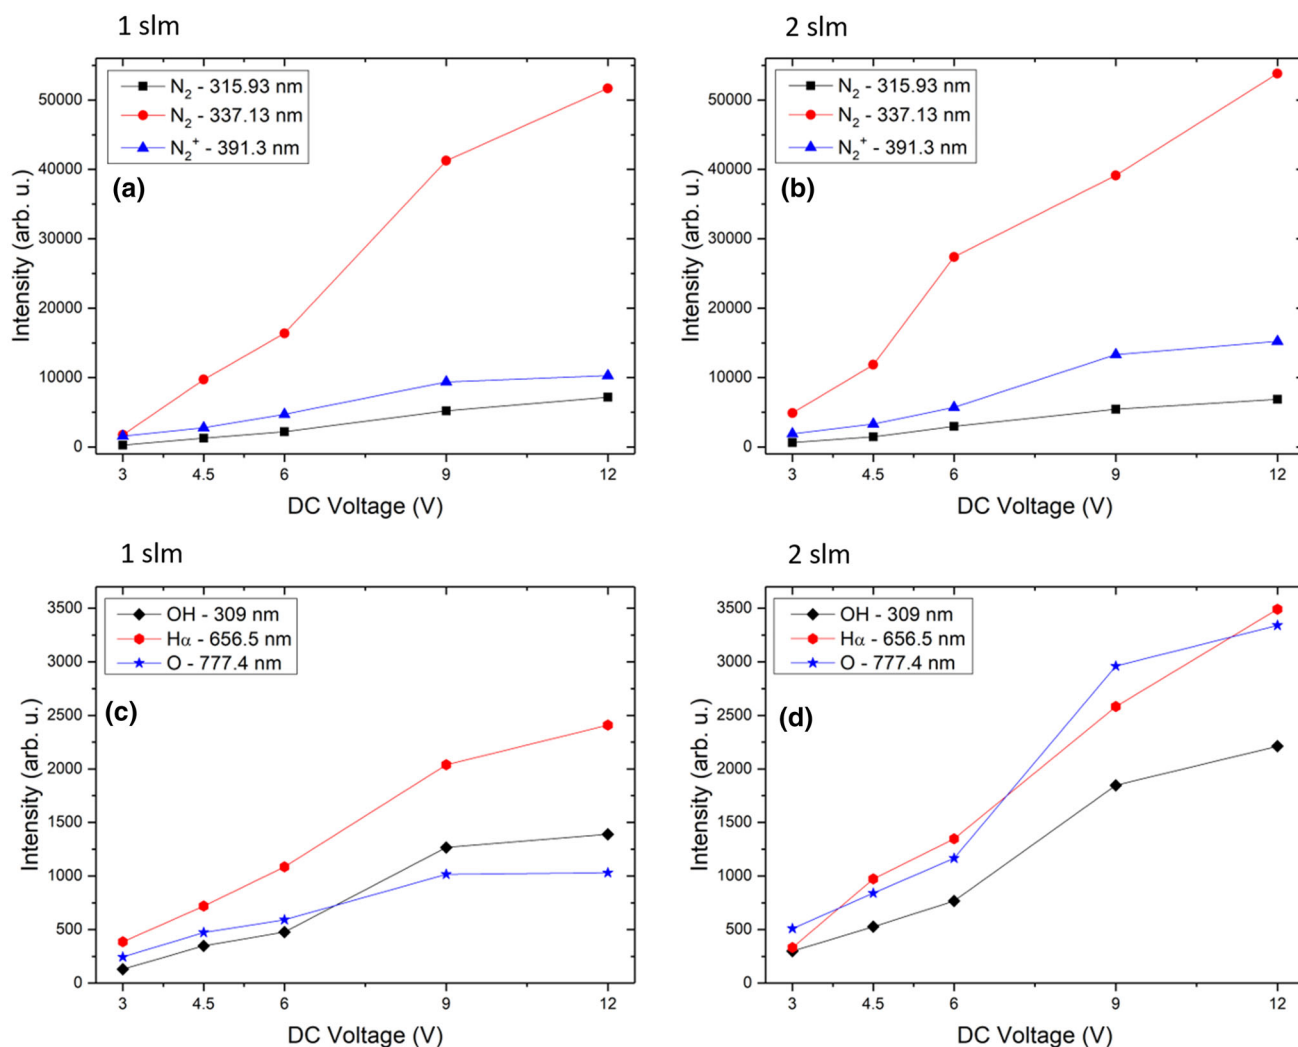 1 slm
N₂ - 315.93 nm
N₂ - 337.13 nm
N₂⁺ - 391.3 nm
(a)
50000
40000
30000
20000
10000
0
Intensity (arb. u.)
3 4.5 6 9 12
DC Voltage (V)
2 slm
N₂ - 315.93 nm
N₂ - 337.13 nm
N₂⁺ - 391.3 nm
(b)
50000
40000
30000
20000
10000
0
Intensity (arb. u.)
3 4.5 6 9 12
DC Voltage (V)
1 slm
OH - 309 nm
Hα - 656.5 nm
O - 777.4 nm
(c)
3500
3000
2500
2000
1500
1000
500
0
Intensity (arb. u.)
3 4.5 6 9 12
DC Voltage (V)
2 slm
OH - 309 nm
Hα - 656.5 nm
O - 777.4 nm
(d)
3500
3000
2500
2000
1500
1000
500
0
Intensity (arb. u.)
3 4.5 6 9 12
DC Voltage (V)